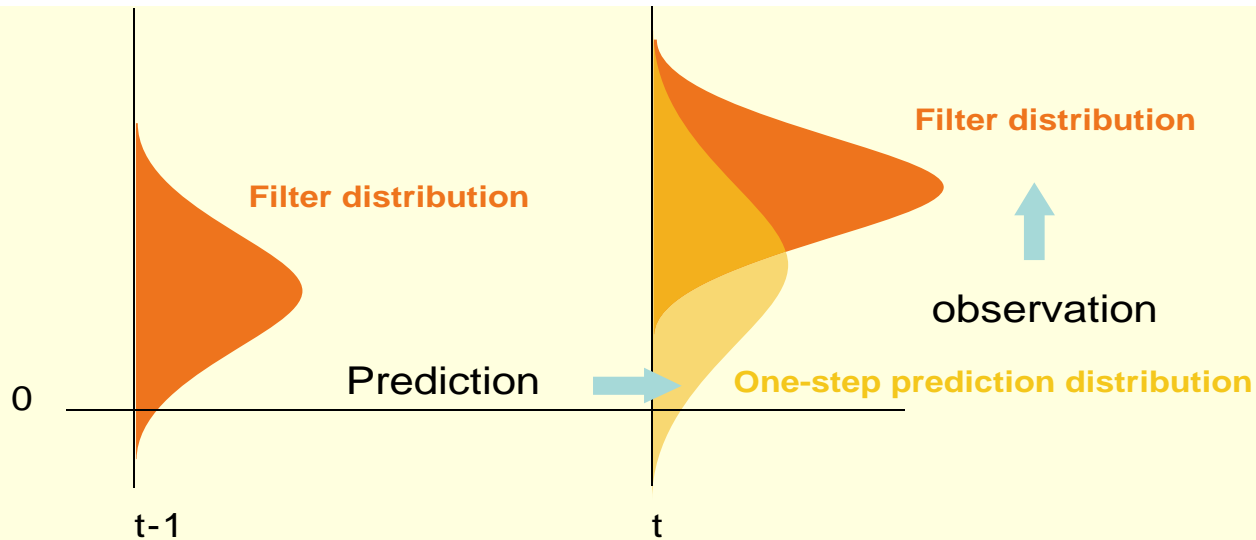 Filter distribution
Filter distribution
observation
Prediction
One-step prediction distribution
0
t-1
t